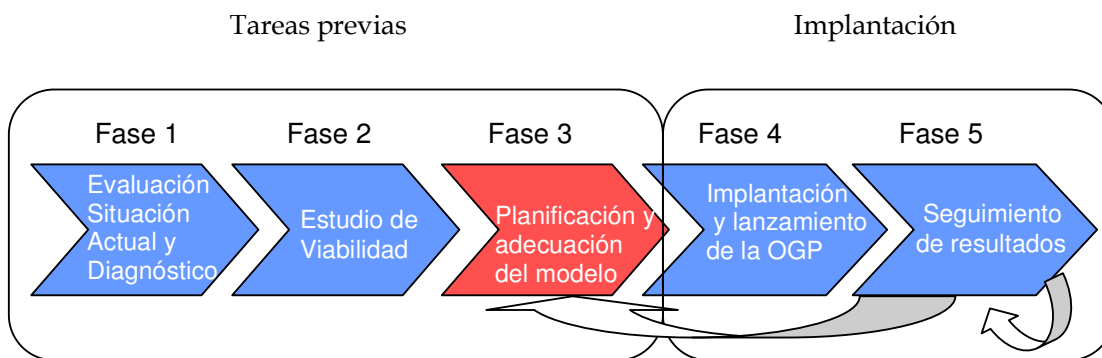 Tareas previas
Implantación
Fase 1
Fase 2
Fase 3
Fase 4
Fase 5
Evaluación
Situación
Actual y
Diagnóstico
Estudio de
Viabilidad
Planificación y
adecuación
del modelo
Implantación
y lanzamiento
de la OGP
Seguimiento
de resultados